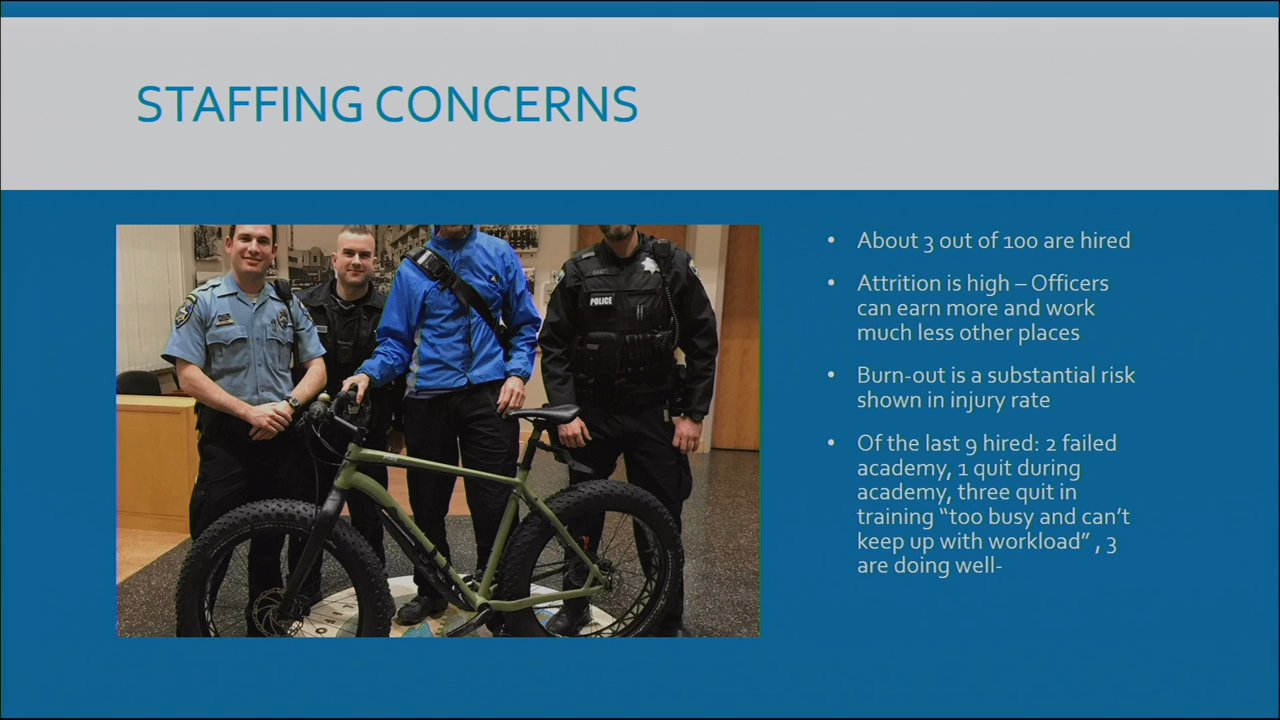 STAFFING CONCERNS
• About 3 out of 100 are hired
• Attrition is high – Officers
can earn more and work
much less other places
• Burn-out is a substantial risk
shown in injury rate
• Of the last 9 hired: 2 failed
academy, 1 quit during
academy, three quit in
training “too busy and can’t
keep up with workload” , 3
are doing well-
POLICE